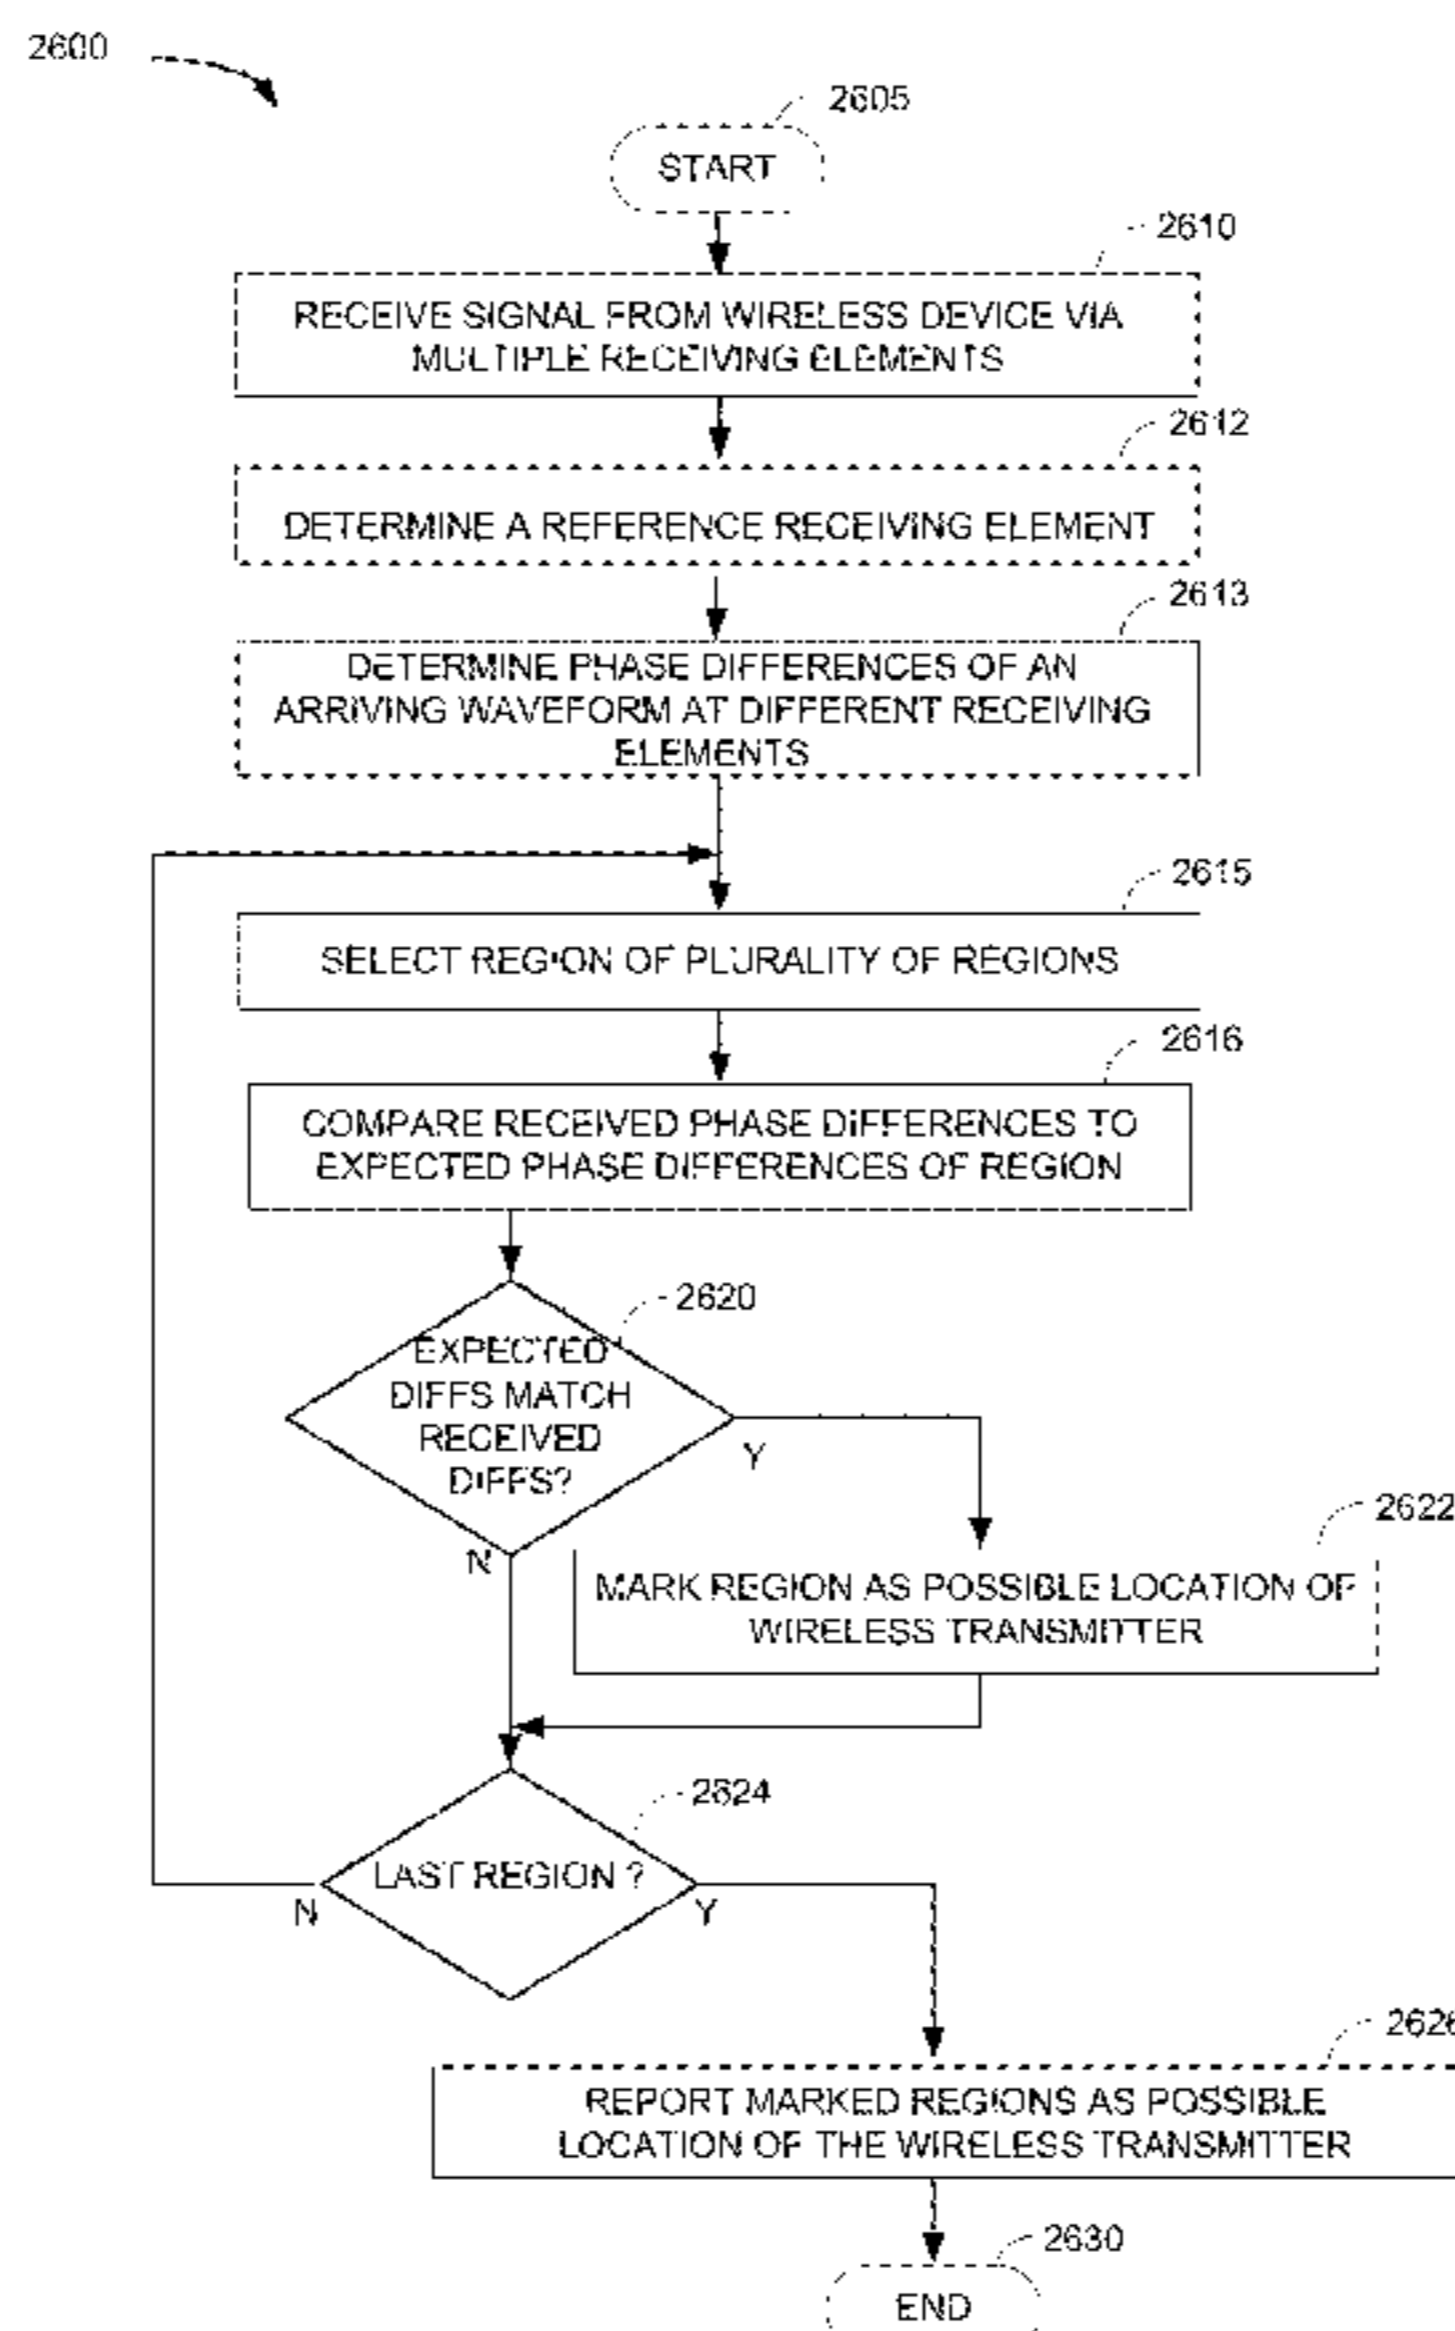 2600
2605
START
2610
RECEIVE SIGNAL FROM WIRELESS DEVICE VIA
MULTIPLE RECEIVING ELEMENTS
2612
DETERMINE A REFERENCE RECEIVING ELEMENT
2613
DETERMINE PHASE DIFFERENCES OF AN
ARRIVING WAVEFORM AT DIFFERENT RECEIVING
ELEMENTS
2615
SELECT REGION OF PLURALITY OF REGIONS
2616
COMPARE RECEIVED PHASE DIFFERENCES TO
EXPECTED PHASE DIFFERENCES OF REGION
2620
EXPECTED
DIFFS MATCH
RECEIVED
DIFFS?
Y
N
2622
MARK REGION AS POSSIBLE LOCATION OF
WIRELESS TRANSMITTER
2624
LAST REGION ?
N
Y
2626
REPORT MARKED REGIONS AS POSSIBLE
LOCATION OF THE WIRELESS TRANSMITTER
2630
END